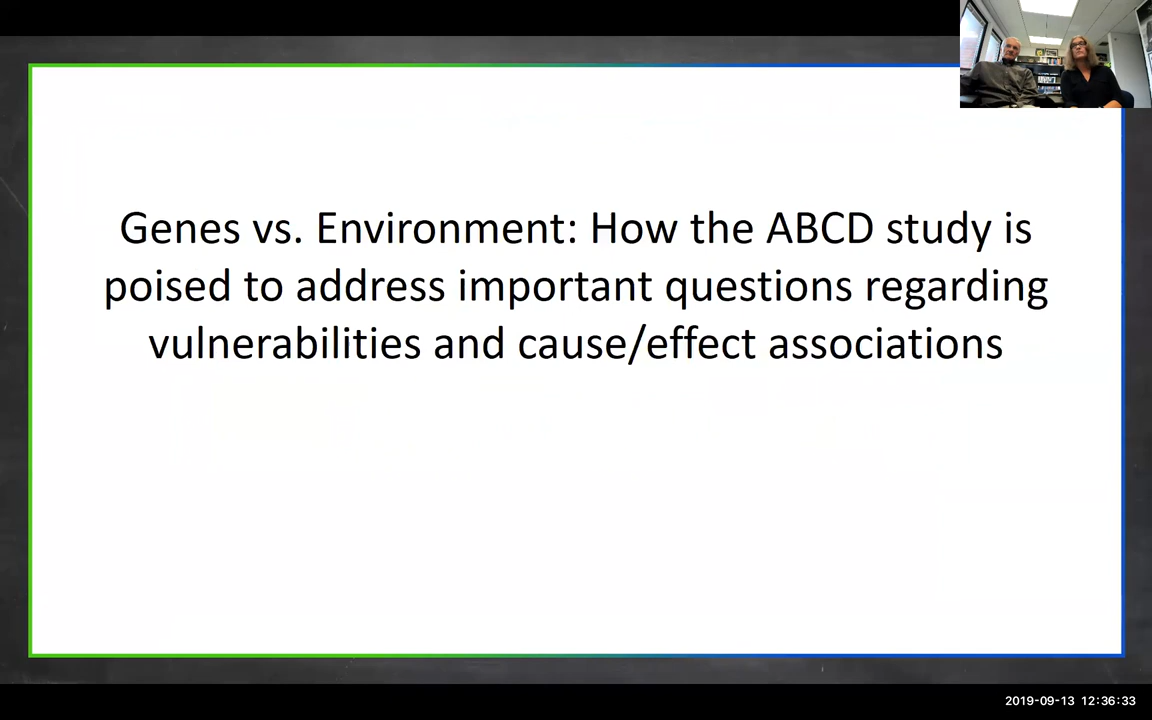 Genes vs. Environment: How the ABCD study is
poised to address important questions regarding
vulnerabilities and cause/effect associations
2019-09-13 12:36:33